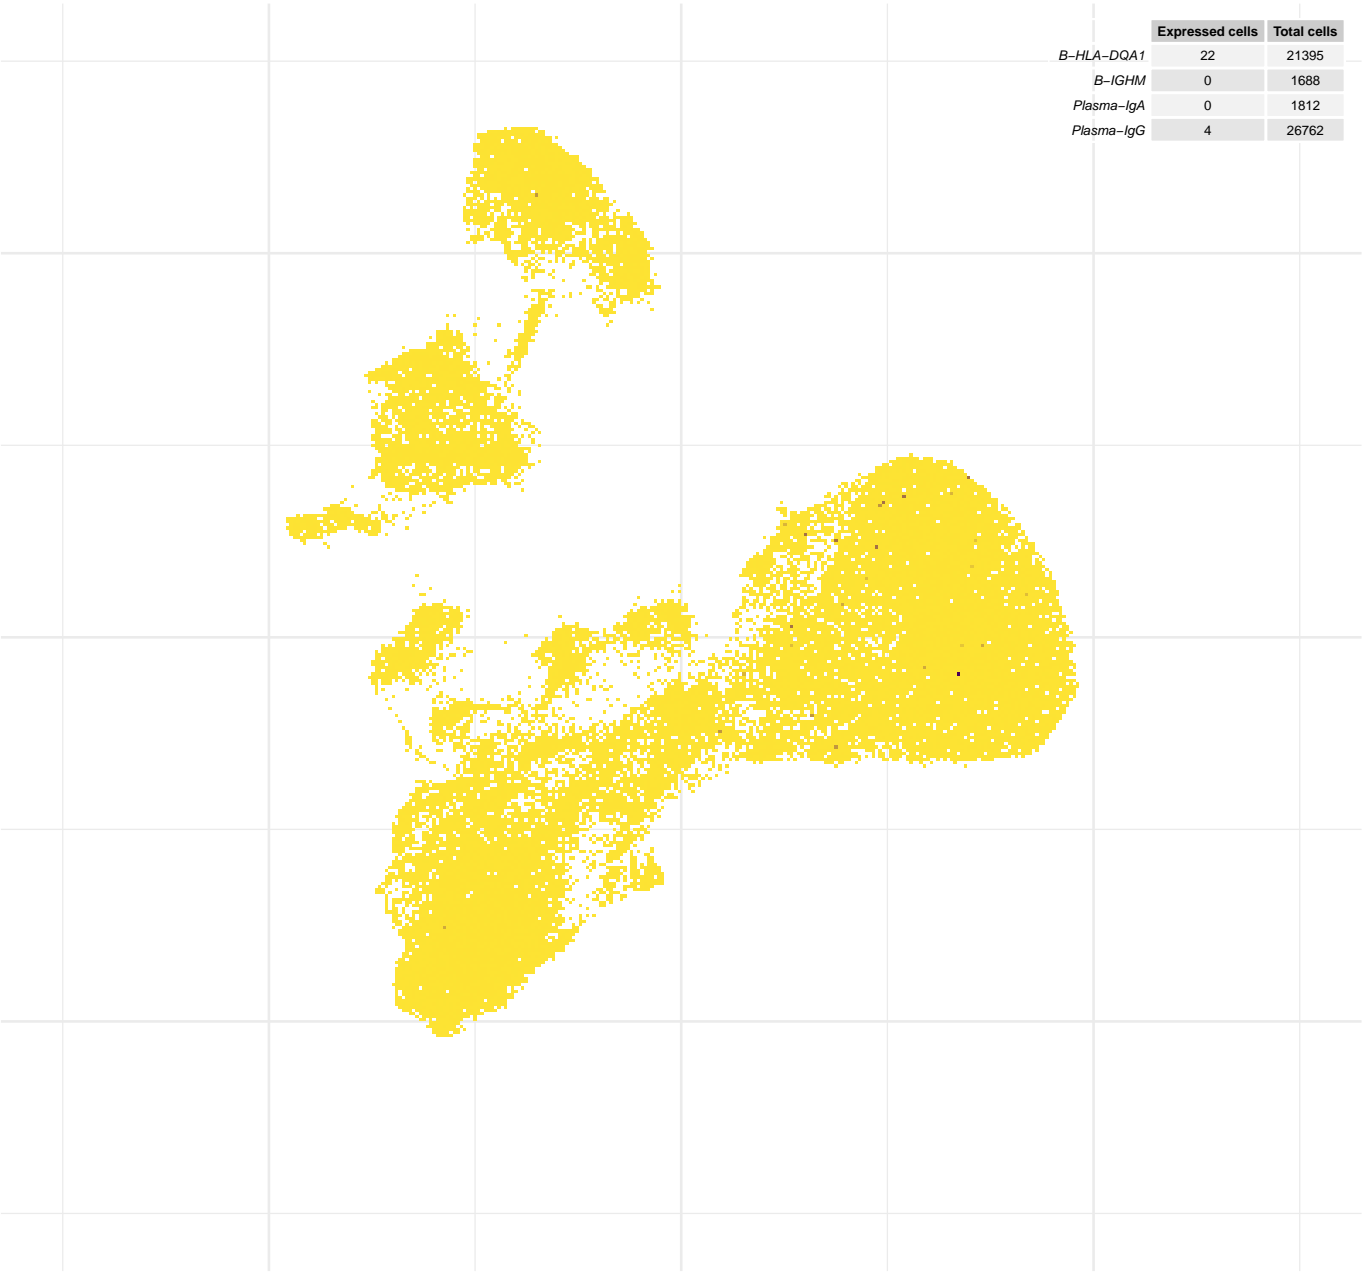 Expressed cells Total cells
B−HLA−DQA1 22 21395
B−IGHM 0 1688
Plasma−IgA 0 1812
Plasma−IgG 4 26762